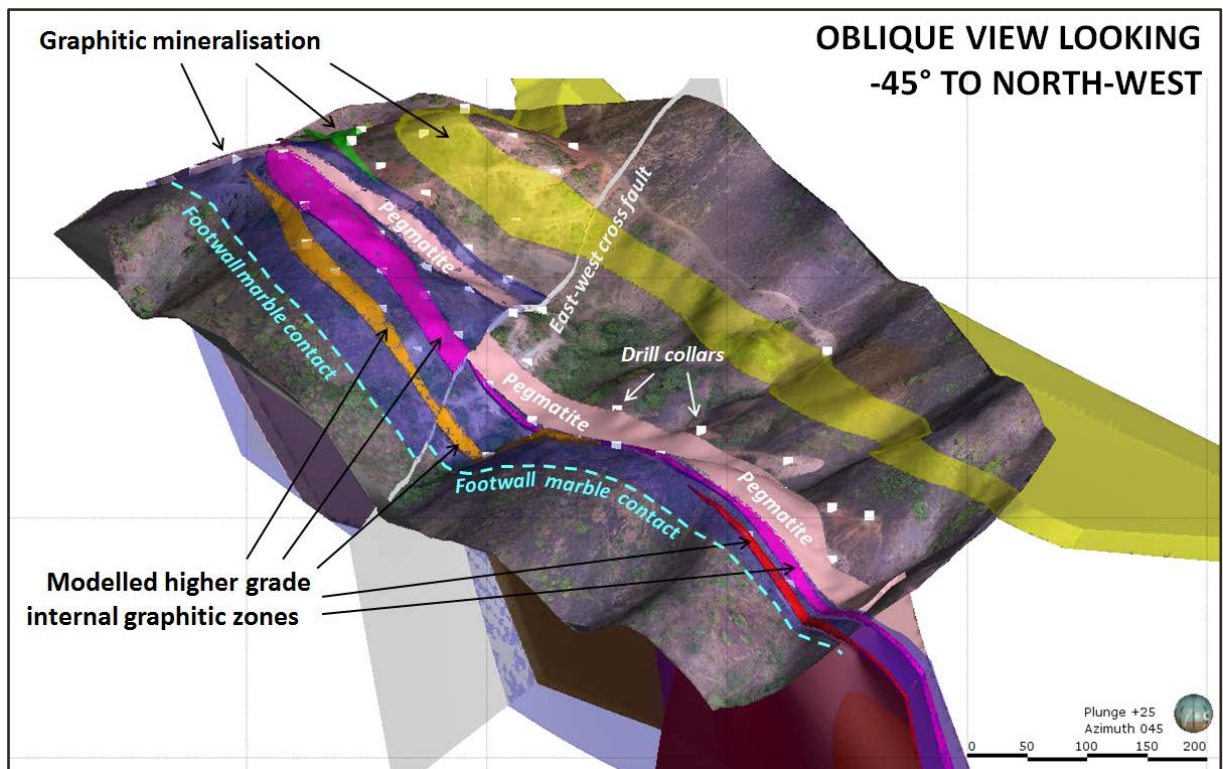 OBLIQUE VIEW LOOKING
-45° TO NORTH-WEST
Graphitic mineralisation
Footwall marble contact
Pegmatite
East-west cross fault
Drill collars
Pegmatite
Footwall marble contact
Pegmatite
Modelled higher grade
internal graphitic zones
Plunge +25
Azimuth 045
0 50 100 150 200